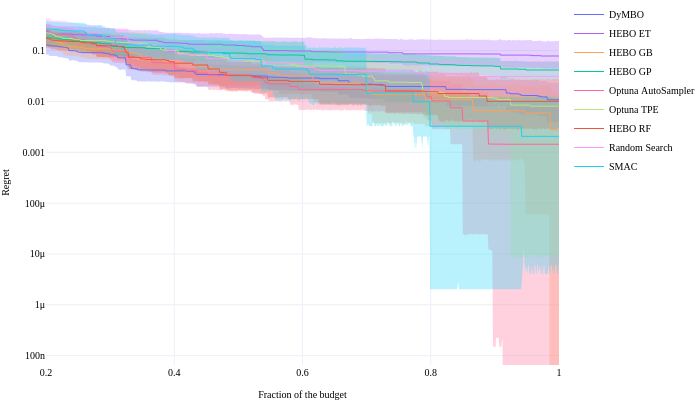 0.1
0.01
0.001
100μ
10μ
1μ
100n
Regret
0.2
0.4
0.6
0.8
1
Fraction of the budget
DyMBO
HEBO ET
HEBO GB
HEBO GP
Optuna AutoSampler
Optuna TPE
HEBO RF
Random Search
SMAC